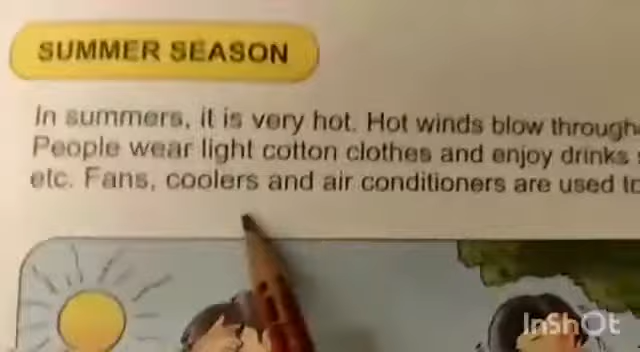 SUMMER SEASON
In summers, it is very hot. Hot winds blow through
People wear light cotton clothes and enjoy drinks
etc. Fans, coolers and air conditioners are used to
InShOt